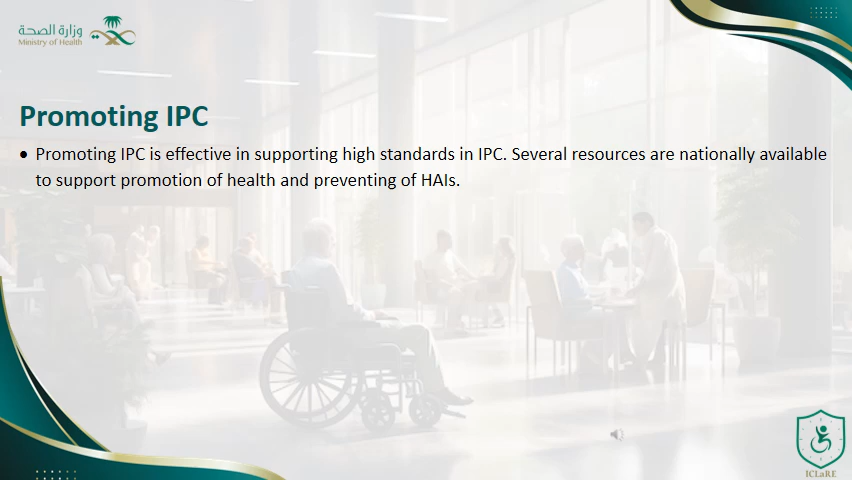 وزارة الصحة
Ministry of Health
Promoting IPC
• Promoting IPC is effective in supporting high standards in IPC. Several resources are nationally available
to support promotion of health and preventing of HAIs.
ICLaRE